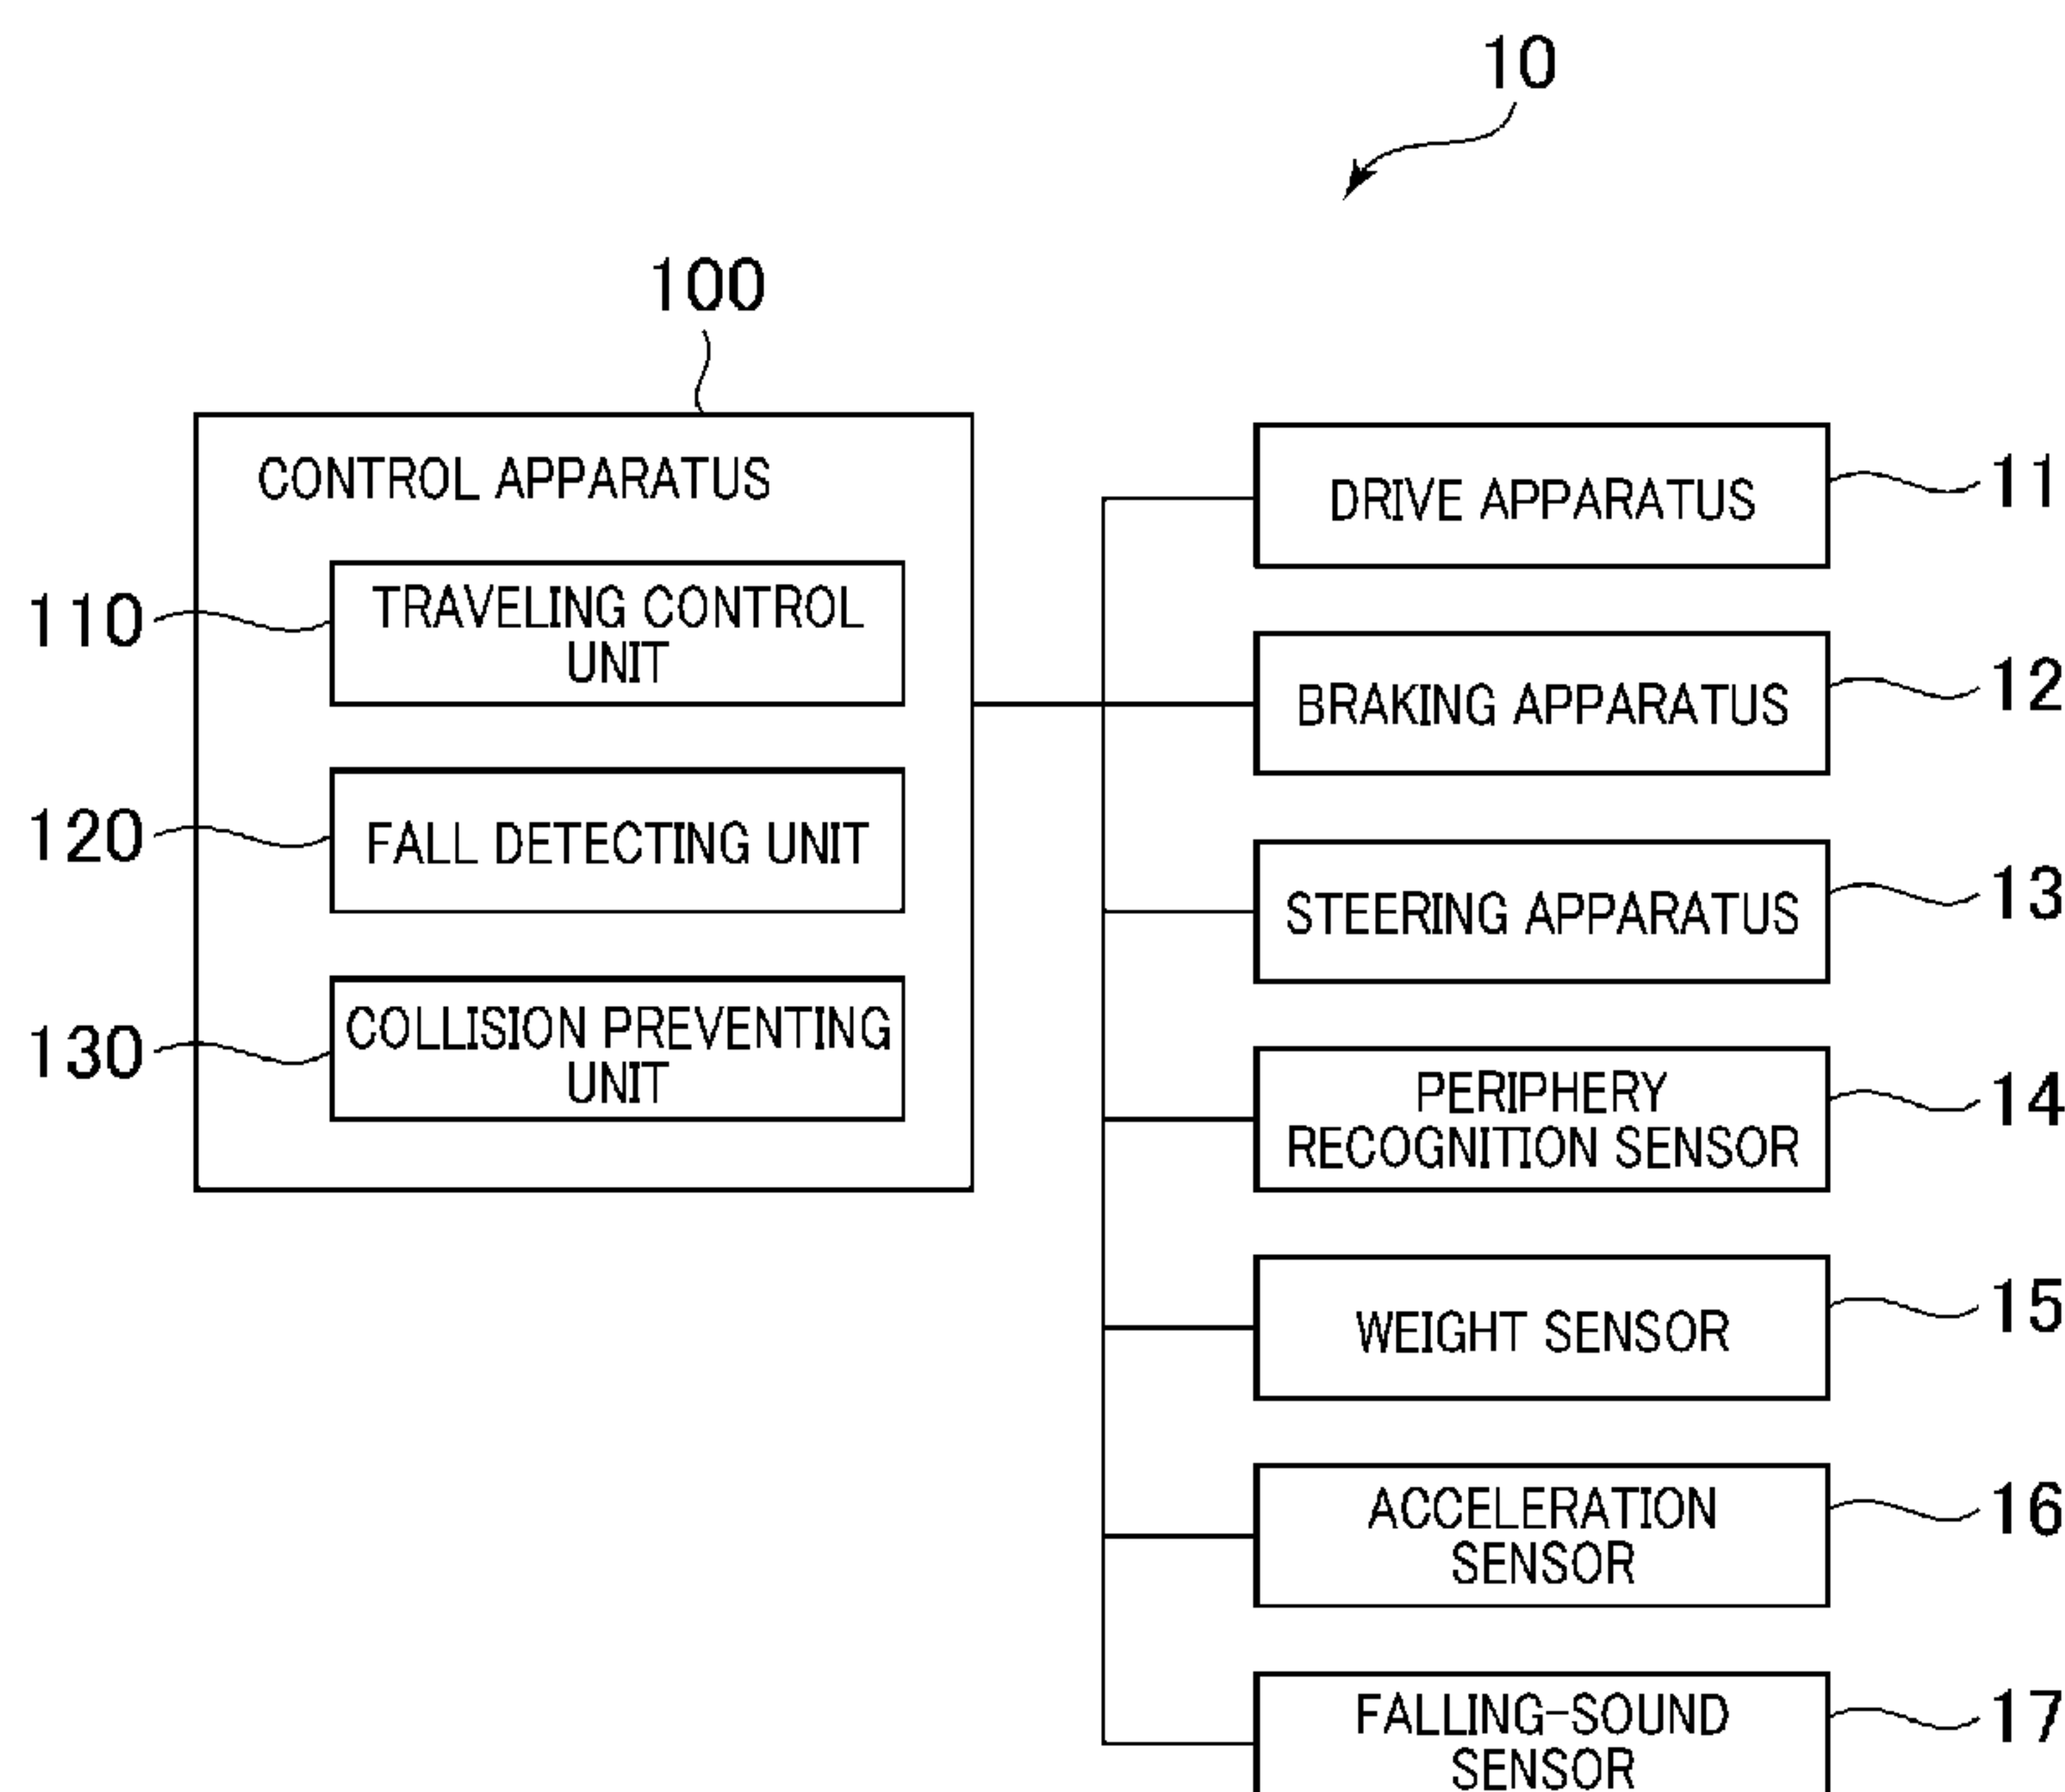 10
100
CONTROL APPARATUS
110
TRAVELING CONTROL
UNIT
120
FALL DETECTING UNIT
130
COLLISION PREVENTING
UNIT
DRIVE APPARATUS
11
BRAKING APPARATUS
12
STEERING APPARATUS
13
PERIPHERY
RECOGNITION SENSOR
14
WEIGHT SENSOR
15
ACCELERATION
SENSOR
16
FALLING-SOUND
SENSOR
17